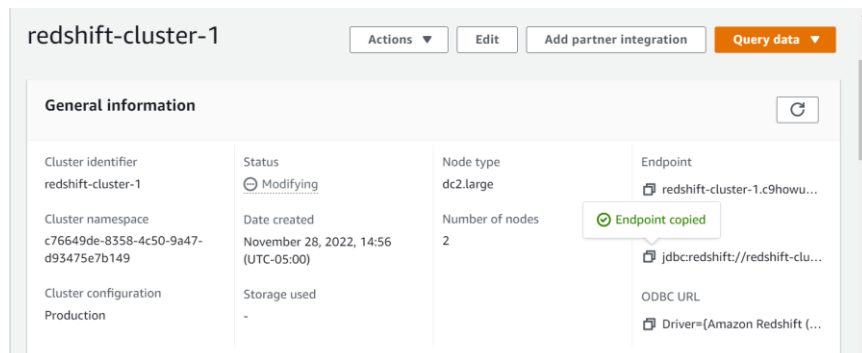 redshift-cluster-1
Actions ▼
Edit
Add partner integration
Query data ▼
General information
Cluster identifier
redshift-cluster-1
Status
Modifying
Node type
dc2.large
Endpoint
redshift-cluster-1.c9howu...
Cluster namespace
c76649de-8358-4c50-9a47-
d93475e7b149
Date created
November 28, 2022, 14:56
(UTC-05:00)
Number of nodes
2
Endpoint copied
jdbc:redshift://redshift-clu...
Cluster configuration
Production
Storage used
-
ODBC URL
Driver={Amazon Redshift (...